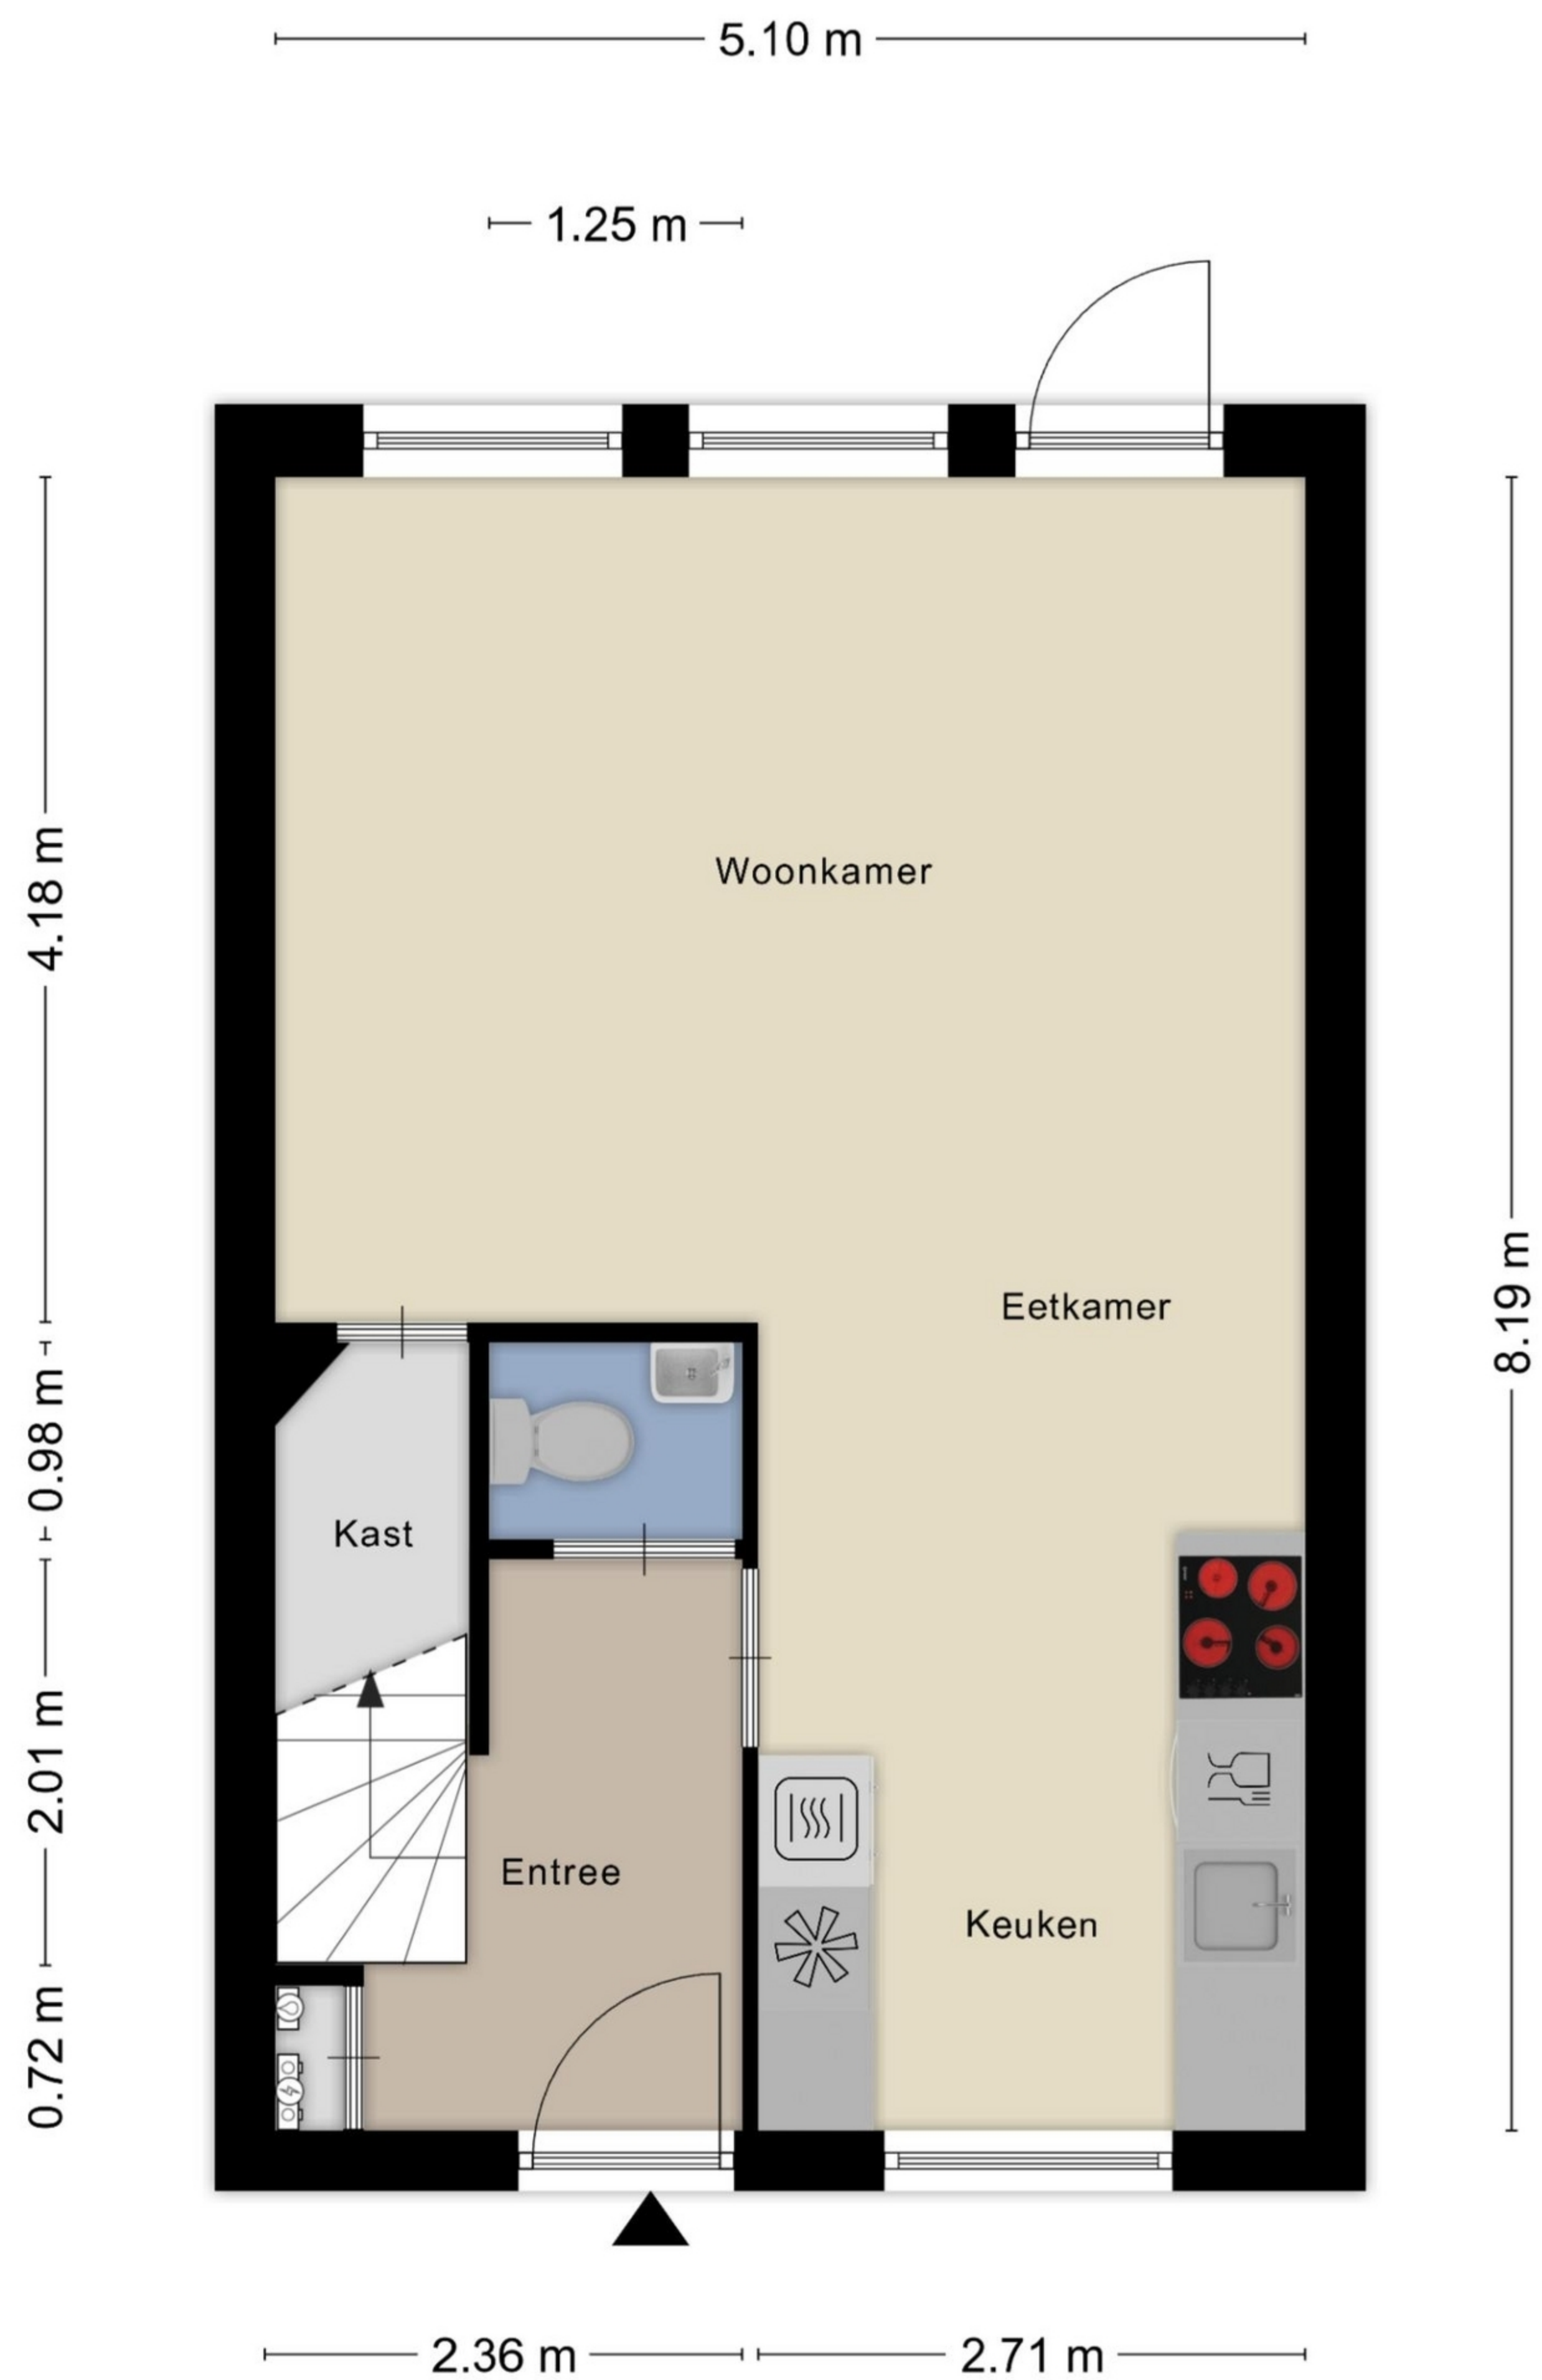 5.10 m
1.25 m
4.18 m
Woonkamer
8.19 m
Eetkamer
0.98 m
Kast
2.01 m
Entree
Keuken
0.72 m
2.36 m
2.71 m